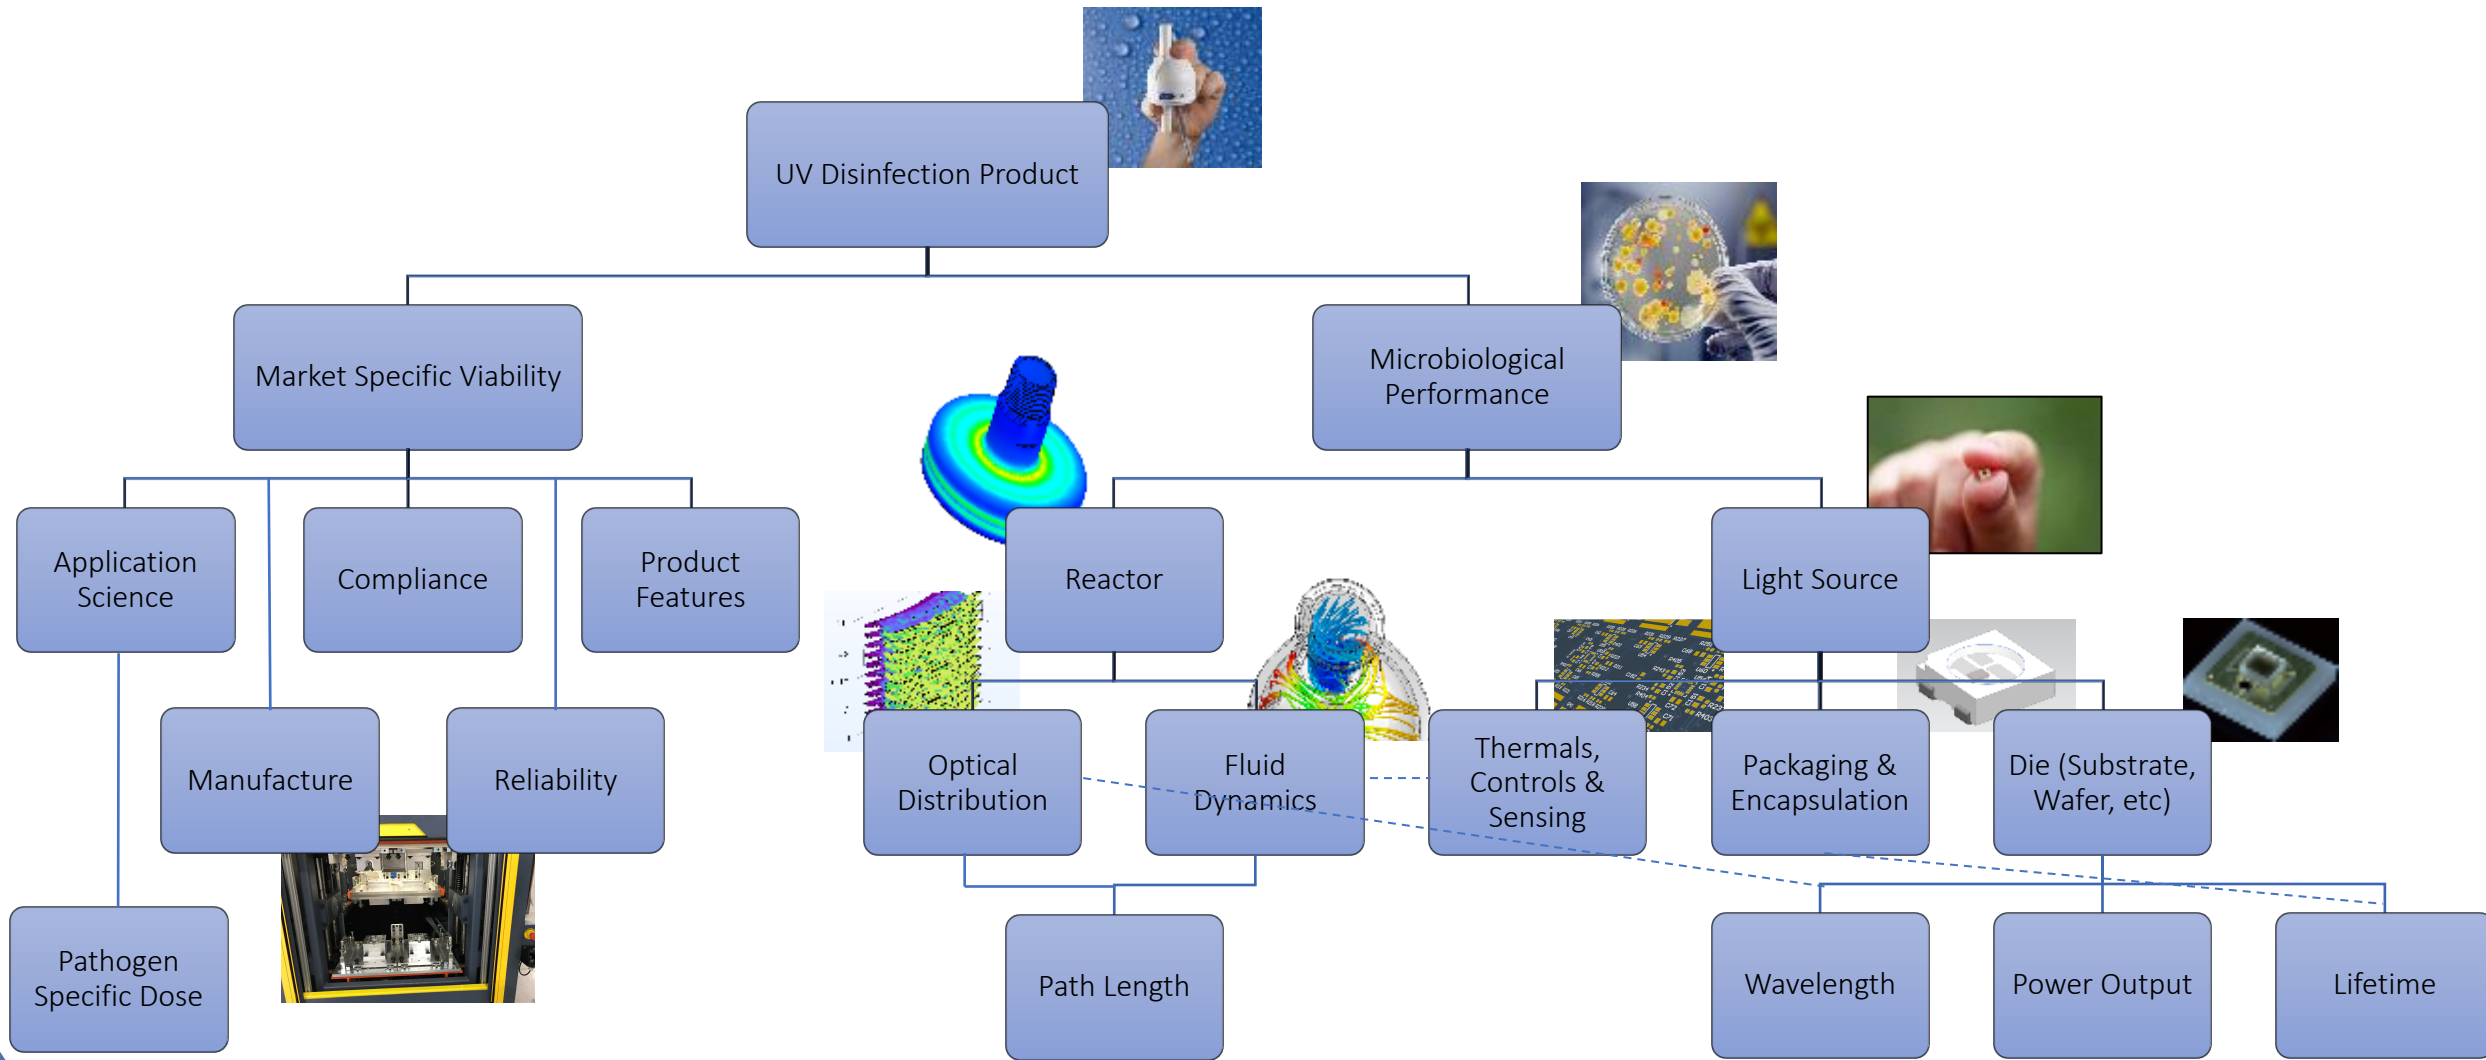 UV Disinfection Product
Market Specific Viability
Microbiological
Performance
Application
Science
Compliance
Product
Features
Reactor
Light Source
Manufacture
Reliability
Optical
Distribution
Fluid
Dynamics
Thermals,
Controls &
Sensing
Packaging &
Encapsulation
Die (Substrate,
Wafer, etc)
Pathogen
Specific Dose
Path Length
Wavelength
Power Output
Lifetime